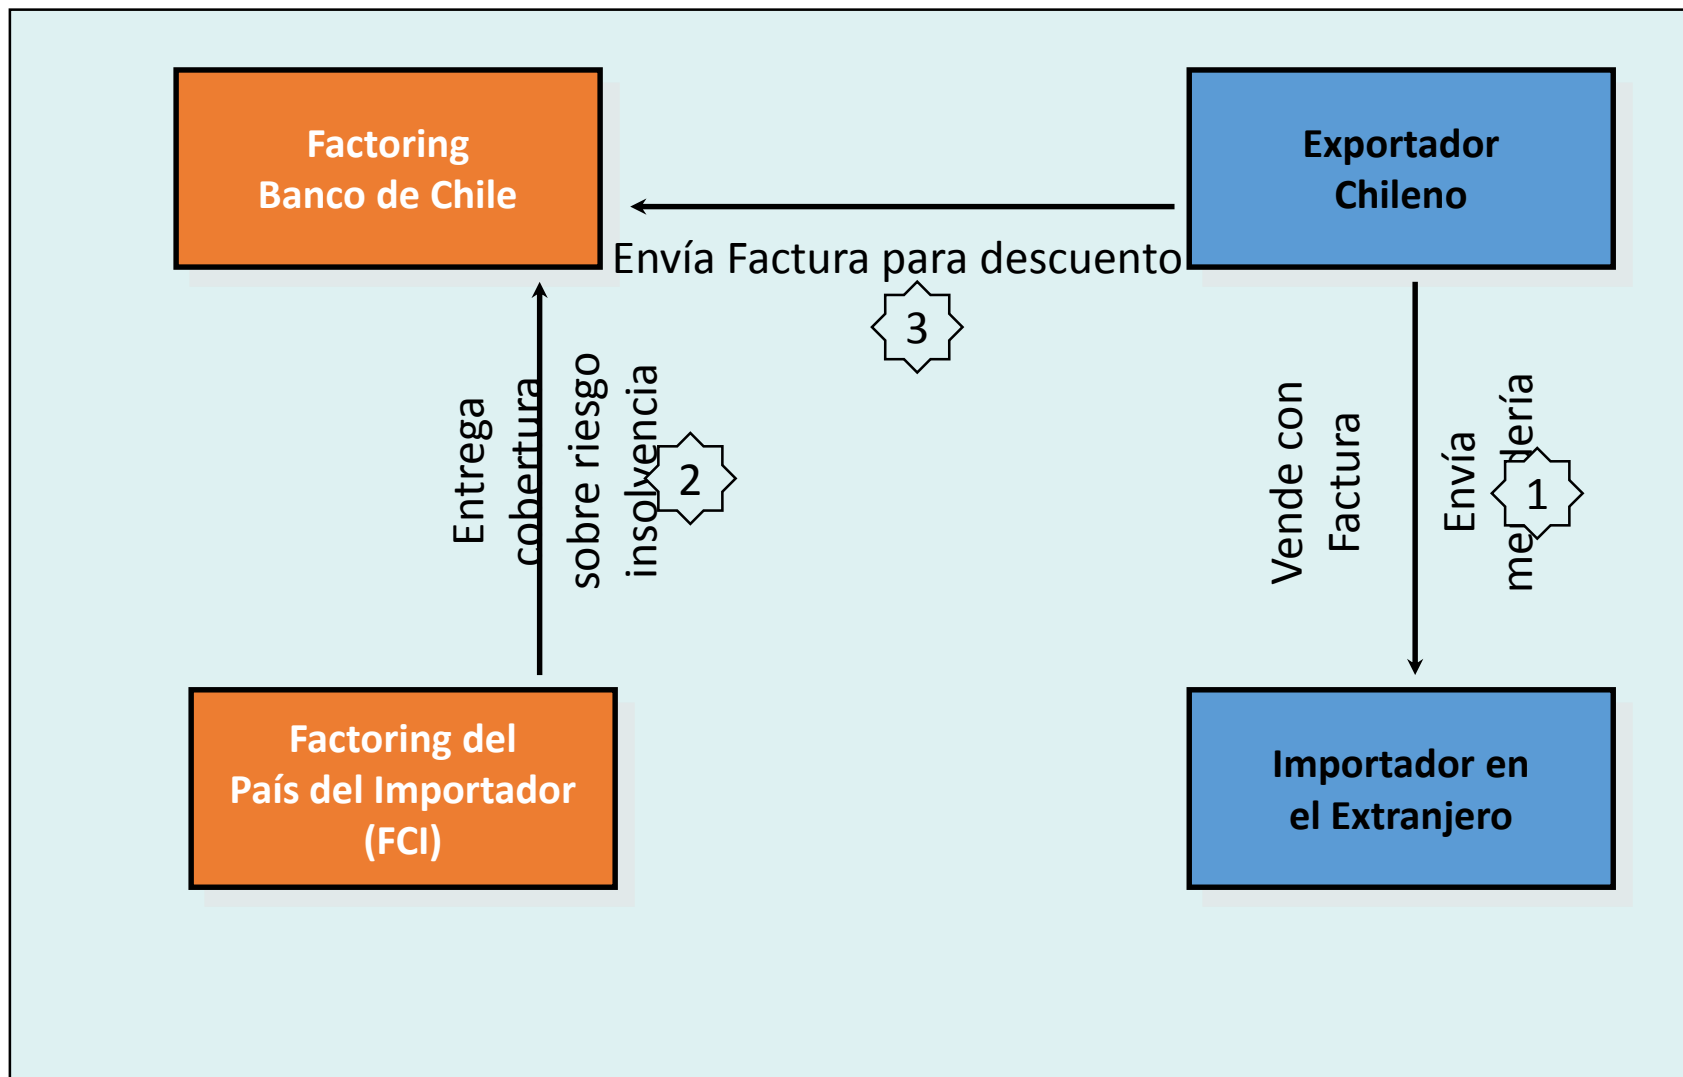 Factoring
Banco de Chile
Exportador
Chileno
Envía Factura para descuento
3
Entrega
cobertura
sobre riesgo
insolvencia
2
Vende con
Factura
Envía
mercadería
1
Factoring del
País del Importador
(FCI)
Importador en
el Extranjero